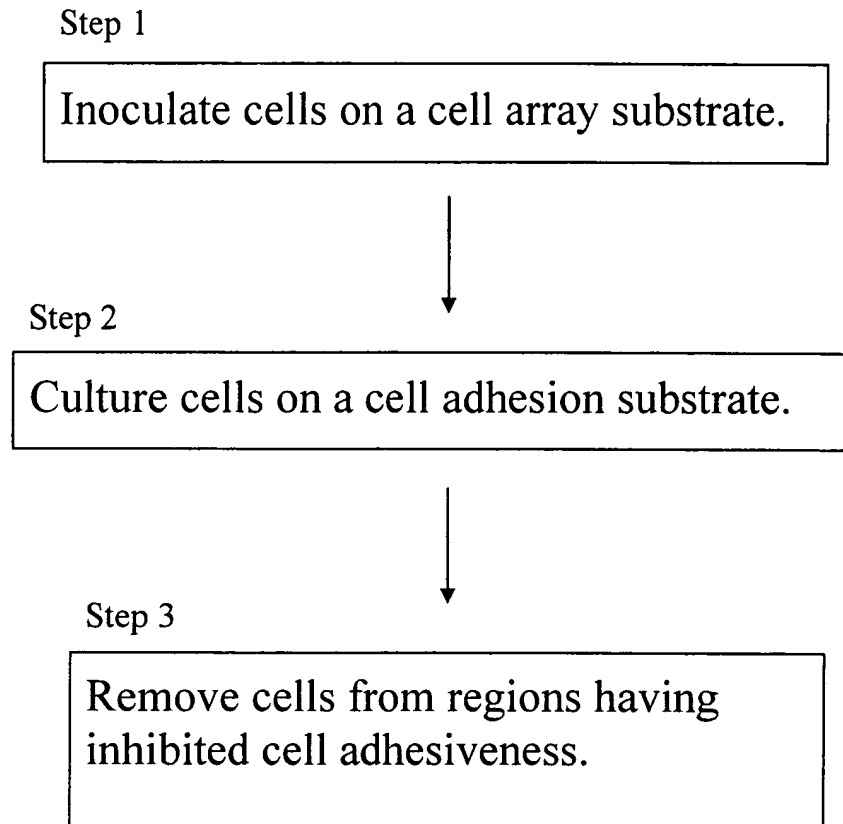 Step 1
Inoculate cells on a cell array substrate.
Step 2
Culture cells on a cell adhesion substrate.
Step 3
Remove cells from regions having
inhibited cell adhesiveness.